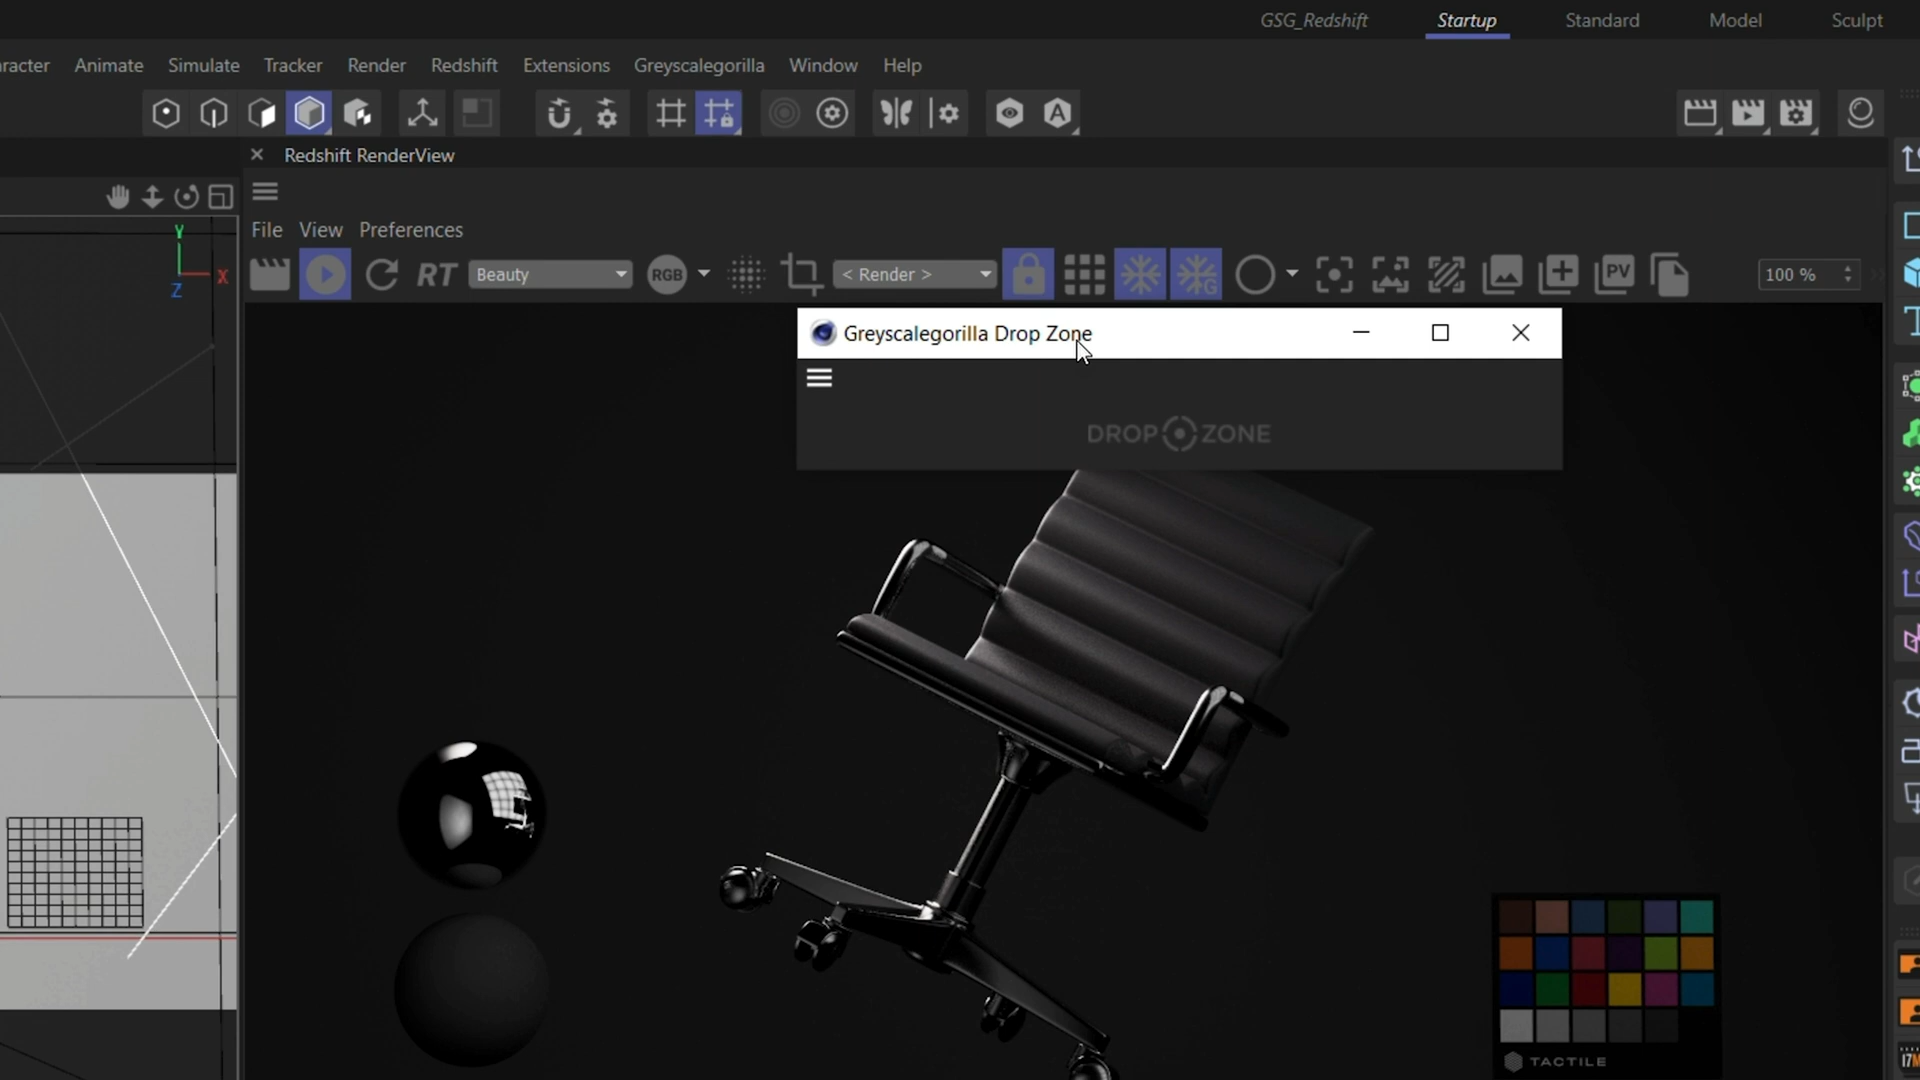 GSG_Redshift Startup Standard Model Sculpt
racter Animate Simulate Tracker Render Redshift Extensions Greyscalegorilla Window Help
Redshift RenderView
Y
X
Z
File View Preferences
RT Beauty RGB < Render > G PV 100 %
Greyscalegorilla Drop Zone
DROP ZONE
TACTILE